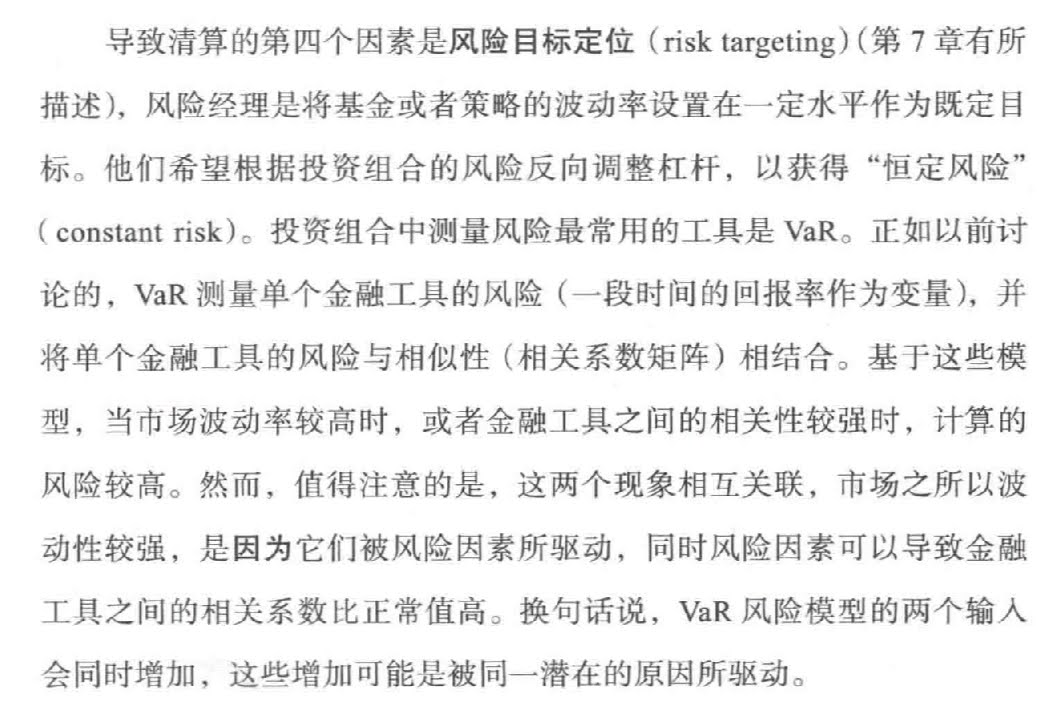 导致清算的第四个因素是风险目标定位（risk targeting）（第 7 章有所
描述），风险经理是将基金或者策略的波动率设置在一定水平作为既定目
标。他们希望根据投资组合的风险反向调整杠杆，以获得“恒定风险”
（constant risk）。投资组合中测量风险最常用的工具是 VaR。正如以前讨
论的，VaR 测量单个金融工具的风险（一段时间的回报率作为变量），并
将单个金融工具的风险与相似性（相关系数矩阵）相结合。基于这些模
型，当市场波动率较高时，或者金融工具之间的相关性较强时，计算的
风险较高。然而，值得注意的是，这两个现象相互关联，市场之所以波
动性较强，是因为它们被风险因素所驱动，同时风险因素可以导致金融
工具之间的相关系数比正常值高。换句话说，VaR 风险模型的两个输入
会同时增加，这些增加可能是被同一潜在的原因所驱动。